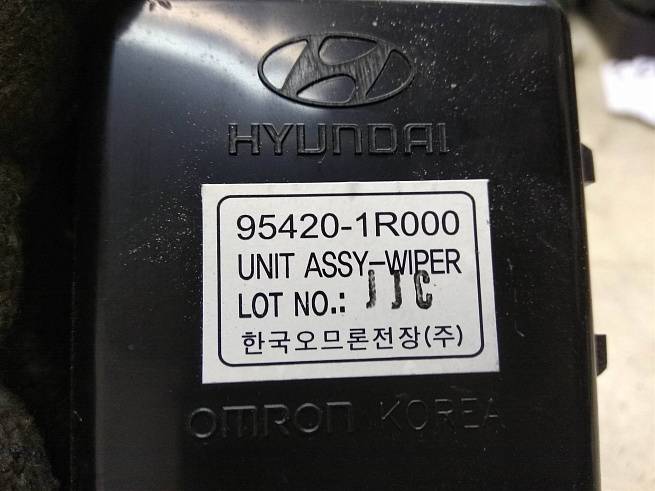 HYUNDAI
95420-1R000
UNIT ASSY-WIPER
LOT NO.: JJC
한국오므론전장(주)
OMRON KOREA